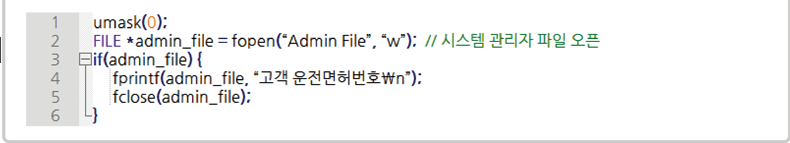 1 umask(0);
2 FILE *admin_file = fopen(“Admin File”, “w”); // 시스템 관리자 파일 오픈
3 if(admin_file) {
4 fprintf(admin_file, “고객 운전면허번호₩n”);
5 fclose(admin_file);
6 }